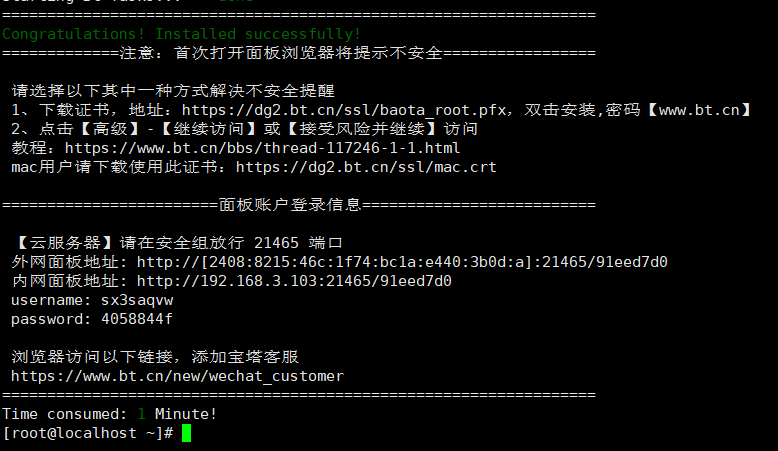 ==================================================================
Congratulations! Installed successfully!
=============注意：首次打开面板浏览器将提示不安全=================
请选择以下其中一种方式解决不安全提醒
1、下载证书，地址：https://dg2.bt.cn/ssl/baota_root.pfx，双击安装,密码【www.bt.cn】
2、点击【高级】-【继续访问】或【接受风险并继续】访问
教程：https://www.bt.cn/bbs/thread-117246-1-1.html
mac用户请下载使用此证书：https://dg2.bt.cn/ssl/mac.crt
========================面板账户登录信息==========================
【云服务器】请在安全组放行 21465 端口
外网面板地址: http://[2408:8215:46c:1f74:bc1a:e440:3b0d:a]:21465/91eed7d0
内网面板地址: http://192.168.3.103:21465/91eed7d0
username: sx3saqvw
password: 4058844f
浏览器访问以下链接，添加宝塔客服
https://www.bt.cn/new/wechat_customer
==================================================================
Time consumed: 1 Minute!
[root@localhost ~]#